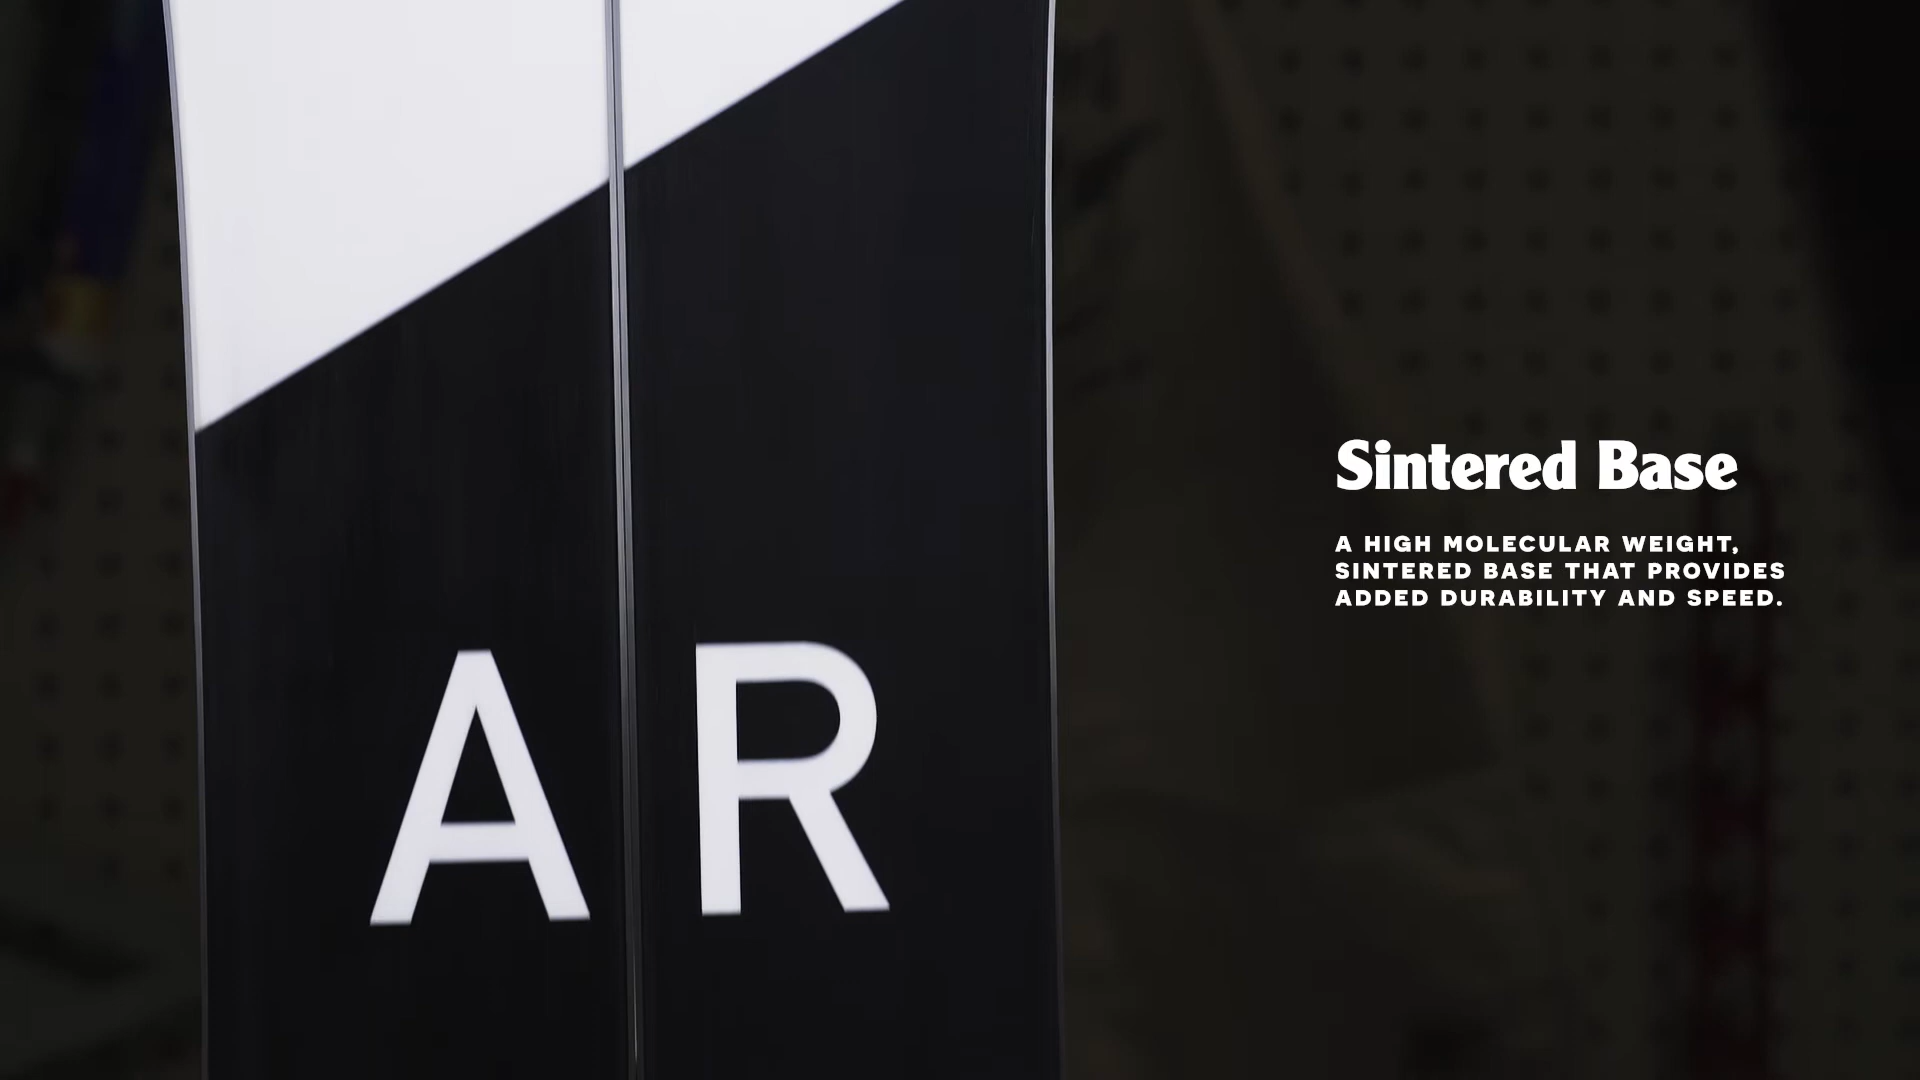 AR
Sintered Base
A HIGH MOLECULAR WEIGHT,
SINTERED BASE THAT PROVIDES
ADDED DURABILITY AND SPEED.